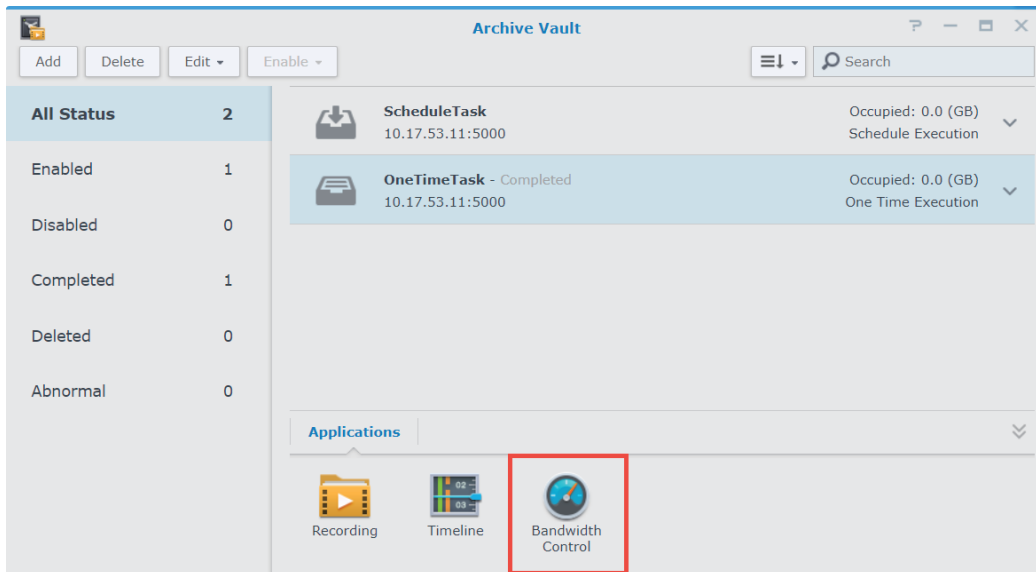 Archive Vault
Add
Delete
Edit
Enable
Search
All Status 2
Enabled 1
Disabled 0
Completed 1
Deleted 0
Abnormal 0
ScheduleTask
10.17.53.11:5000
Occupied: 0.0 (GB)
Schedule Execution
OneTimeTask - Completed
10.17.53.11:5000
Occupied: 0.0 (GB)
One Time Execution
Applications
02
03
Recording
Timeline
Bandwidth
Control